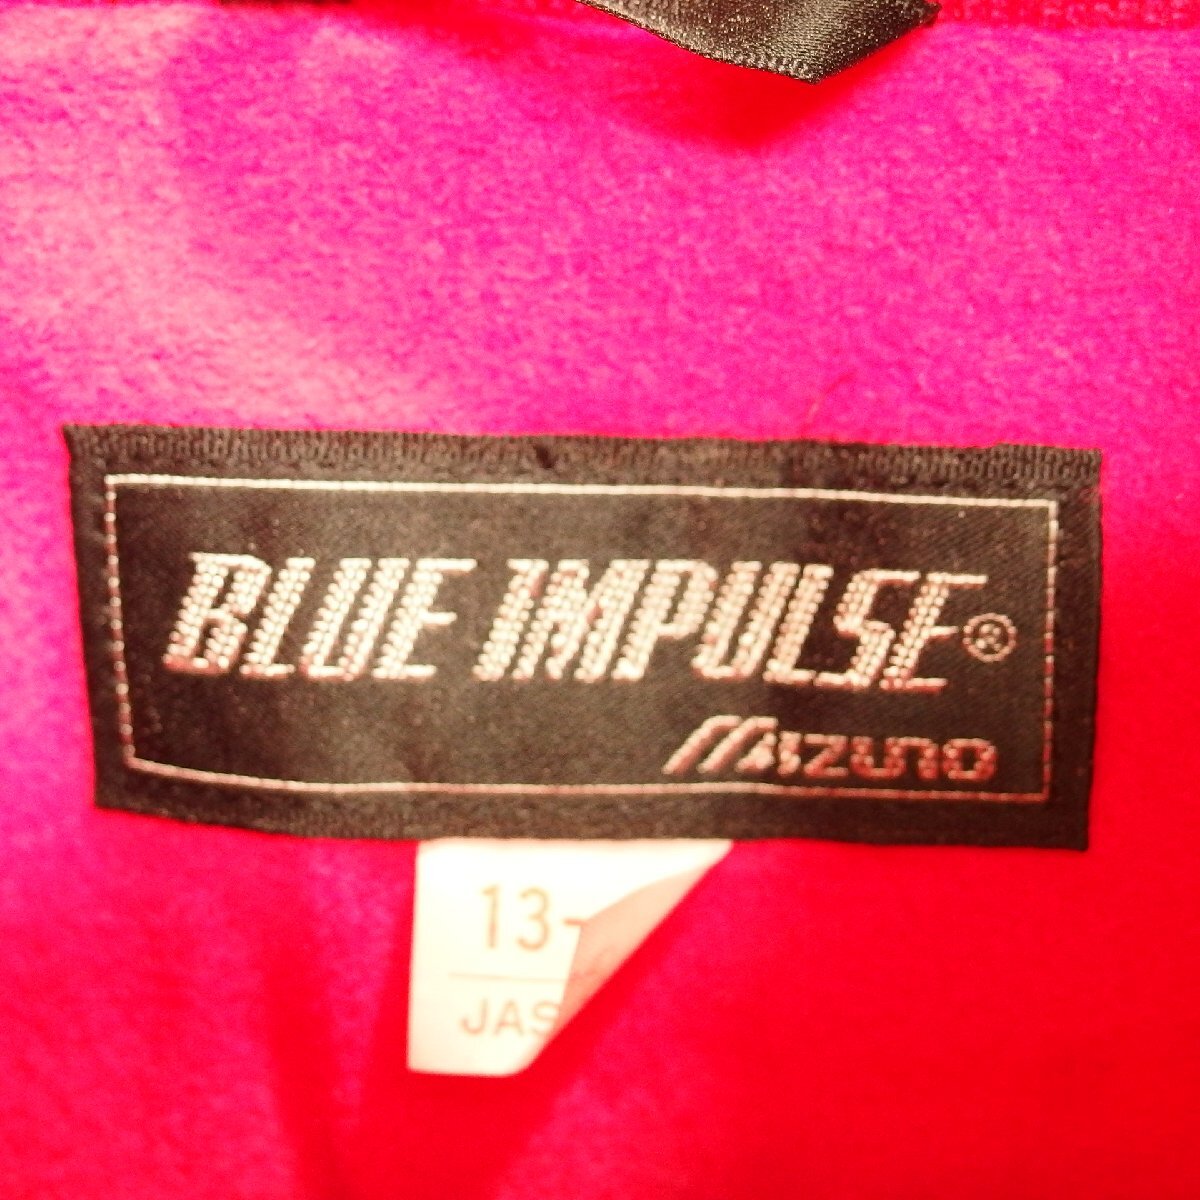 BLUE IMPULSE®
Mizuno
13-
JAS